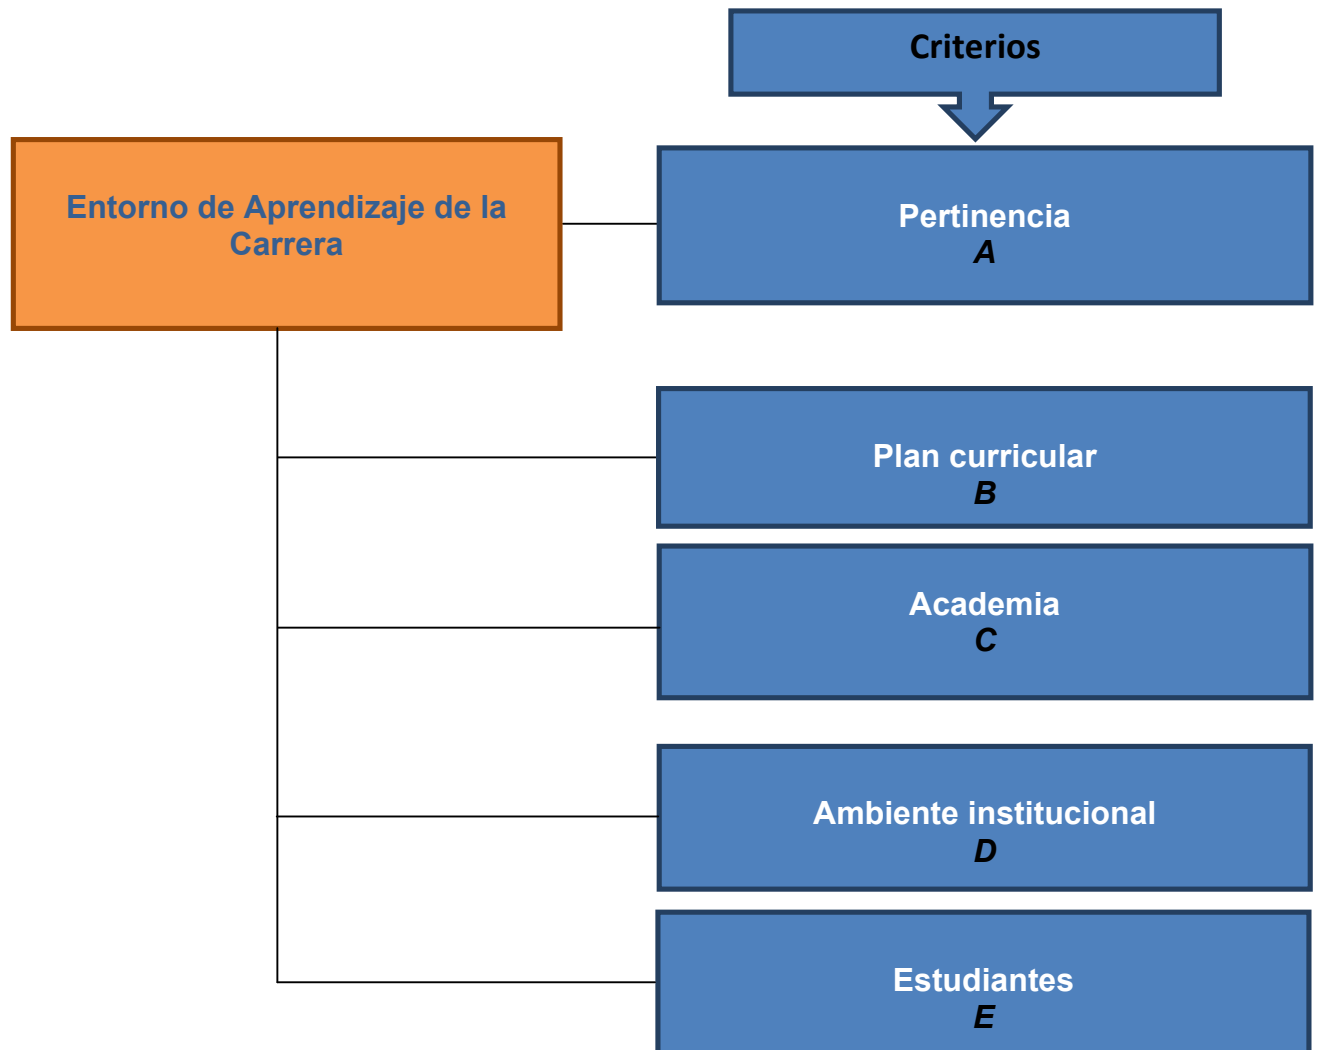 Criterios
Entorno de Aprendizaje de la
Carrera
Pertinencia
A
Plan curricular
B
Academia
C
Ambiente institucional
D
Estudiantes
E